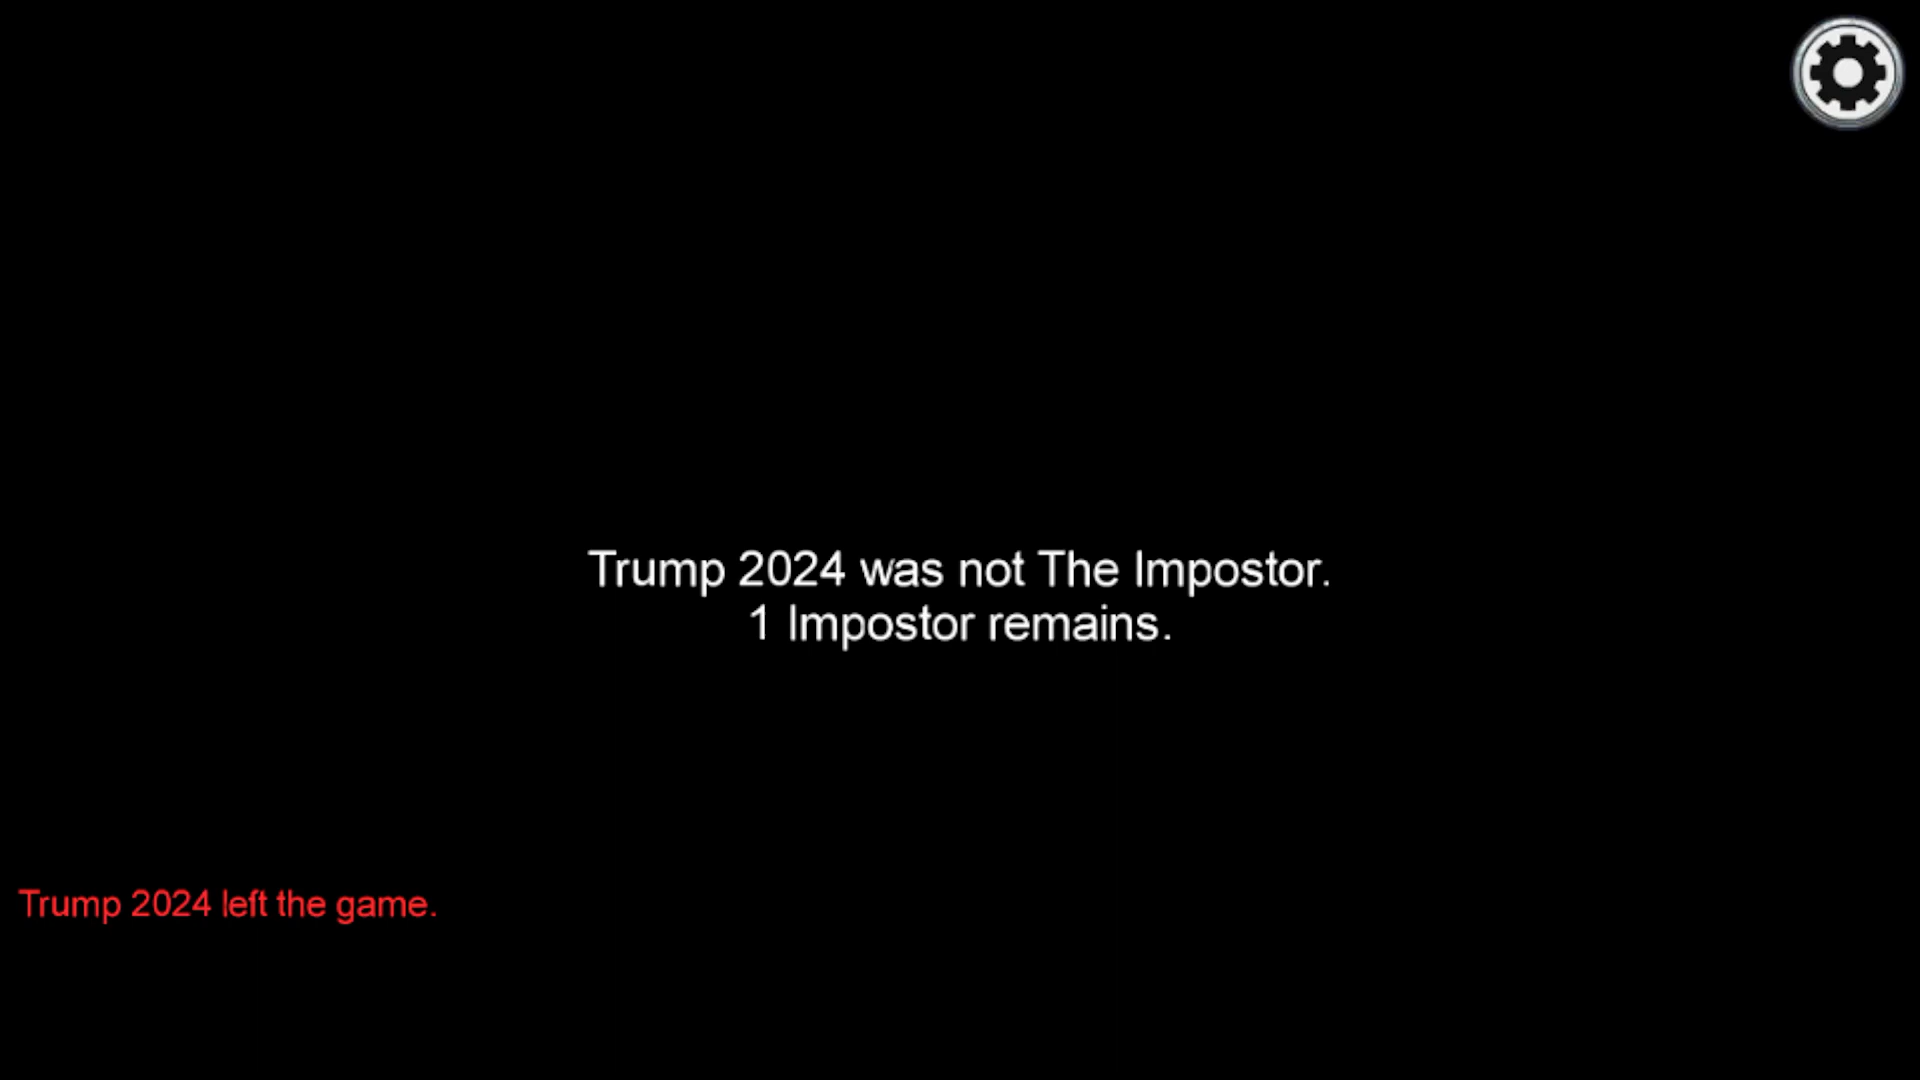 Trump 2024 was not The Impostor.
1 Impostor remains.
Trump 2024 left the game.